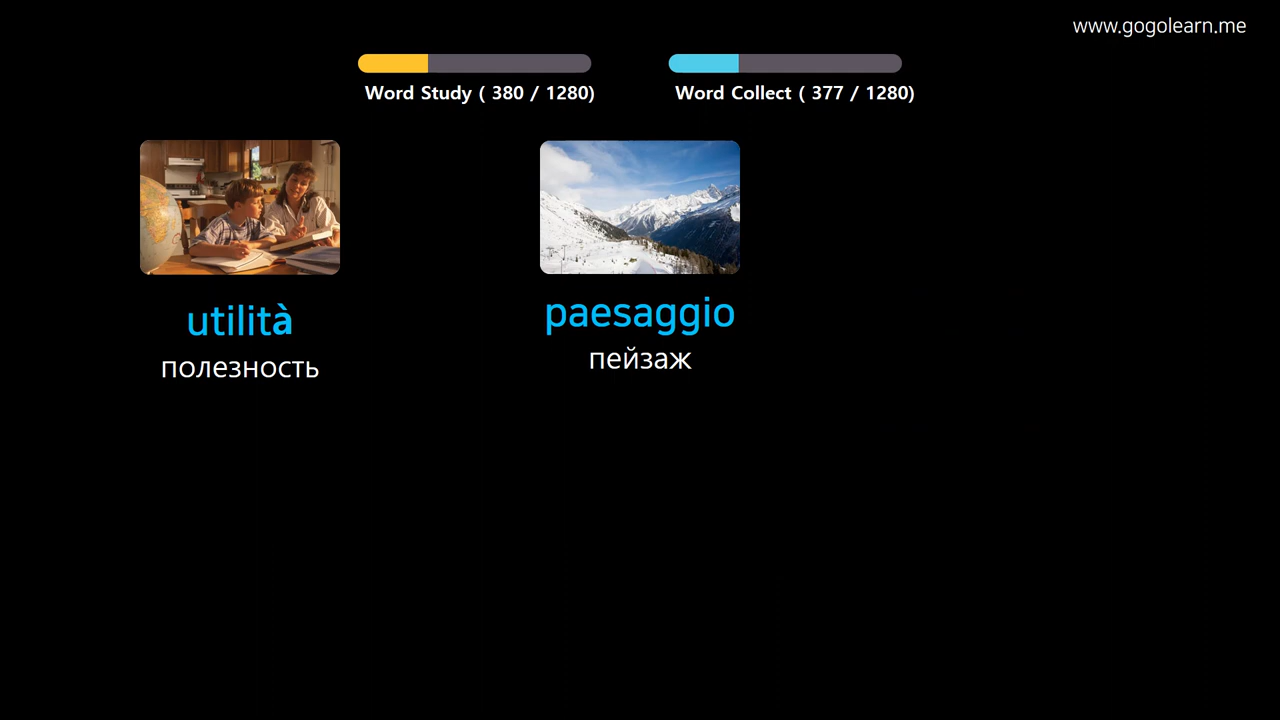 www.gogolearn.me
Word Study ( 380 / 1280)
Word Collect ( 377 / 1280)
utilità
полезность
paesaggio
пейзаж